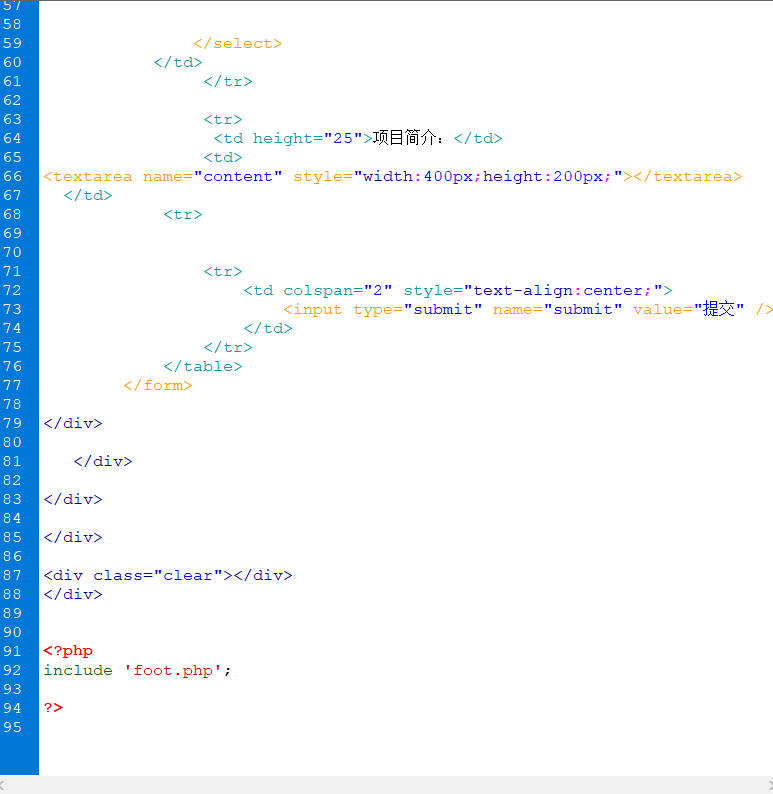 57
58
59                </select>
60            </td>
61                 </tr>
62
63                 <tr>
64                  <td height="25">项目简介：</td>
65                 <td>
66 <textarea name="content" style="width:400px;height:200px;"></textarea>
67   </td>
68             <tr>
69
70
71                 <tr>
72                     <td colspan="2" style="text-align:center;">
73                         <input type="submit" name="submit" value="提交" />
74                     </td>
75                 </tr>
76             </table>
77         </form>
78
79 </div>
80
81    </div>
82
83 </div>
84
85 </div>
86
87 <div class="clear"></div>
88 </div>
89
90
91 <?php
92 include 'foot.php';
93
94 ?>
95